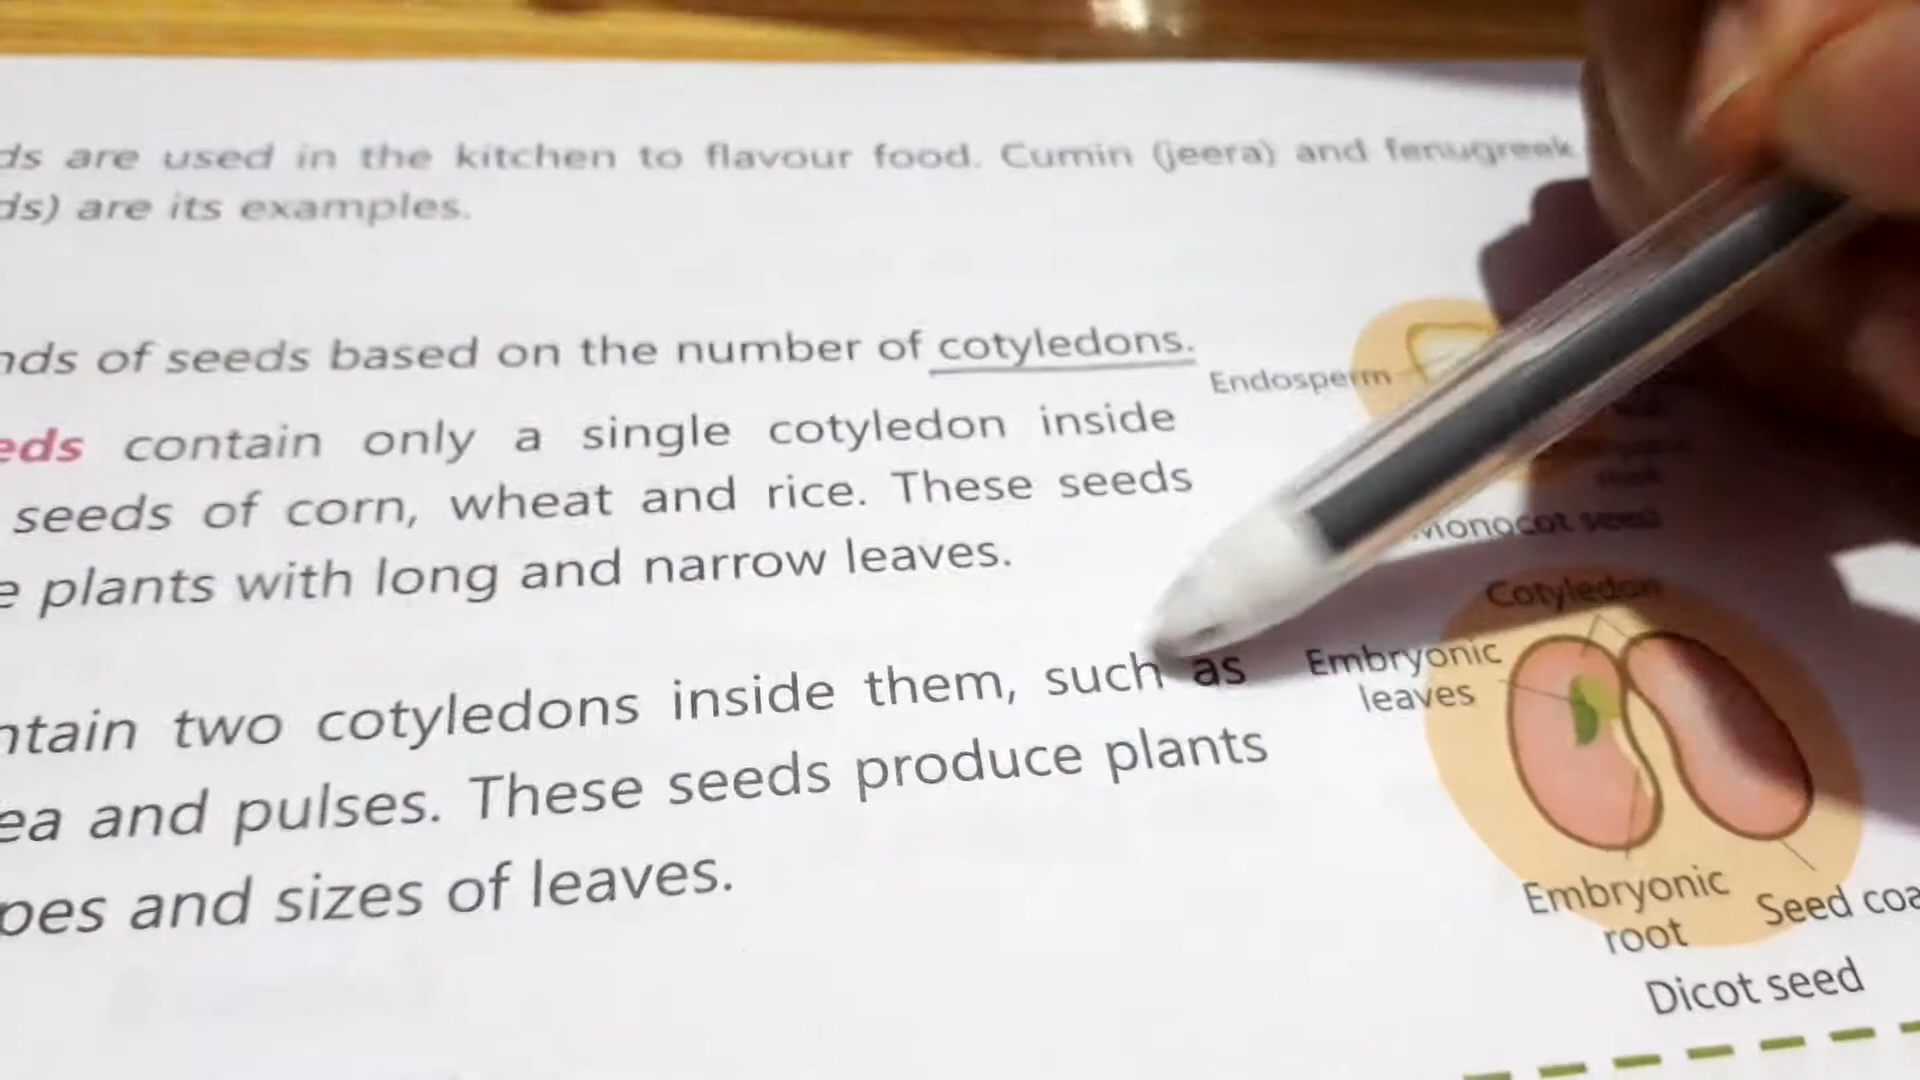 ds are used in the kitchen to flavour food. Cumin (jeera) and fenugreek
ds) are its examples.
nds of seeds based on the number of cotyledons.
eds contain only a single cotyledon inside
seeds of corn, wheat and rice. These seeds
e plants with long and narrow leaves.
ntain two cotyledons inside them, such as
ea and pulses. These seeds produce plants
pes and sizes of leaves.
Endosperm
Monocot seed
Cotyledon
Embryonic
leaves
Embryonic
root
Seed coa
Dicot seed